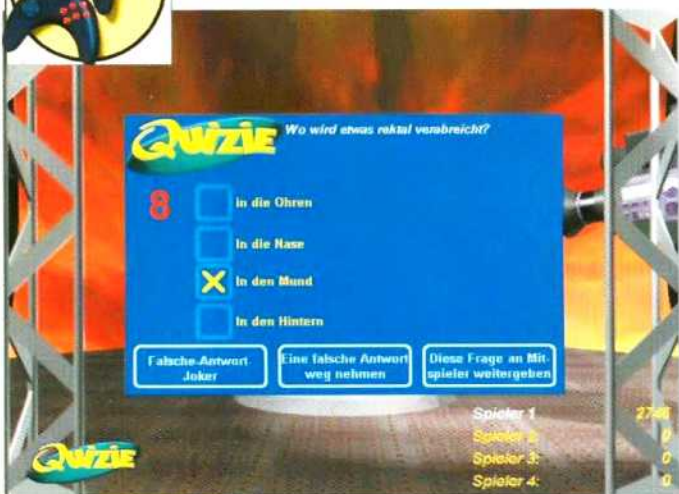 Quizie
Wo wird etwas rektal verabreicht?
8
In die Ohren
In die Nase
In den Mund
In den Hintern
Falsche-Antwort-
Joker
Eine falsche Antwort
weg nehmen
Diese Frage an Mit-
spieler weitergeben
Spieler 1
2746
Spieler 2:
0
Spieler 3:
0
Spieler 4:
0
Quizie